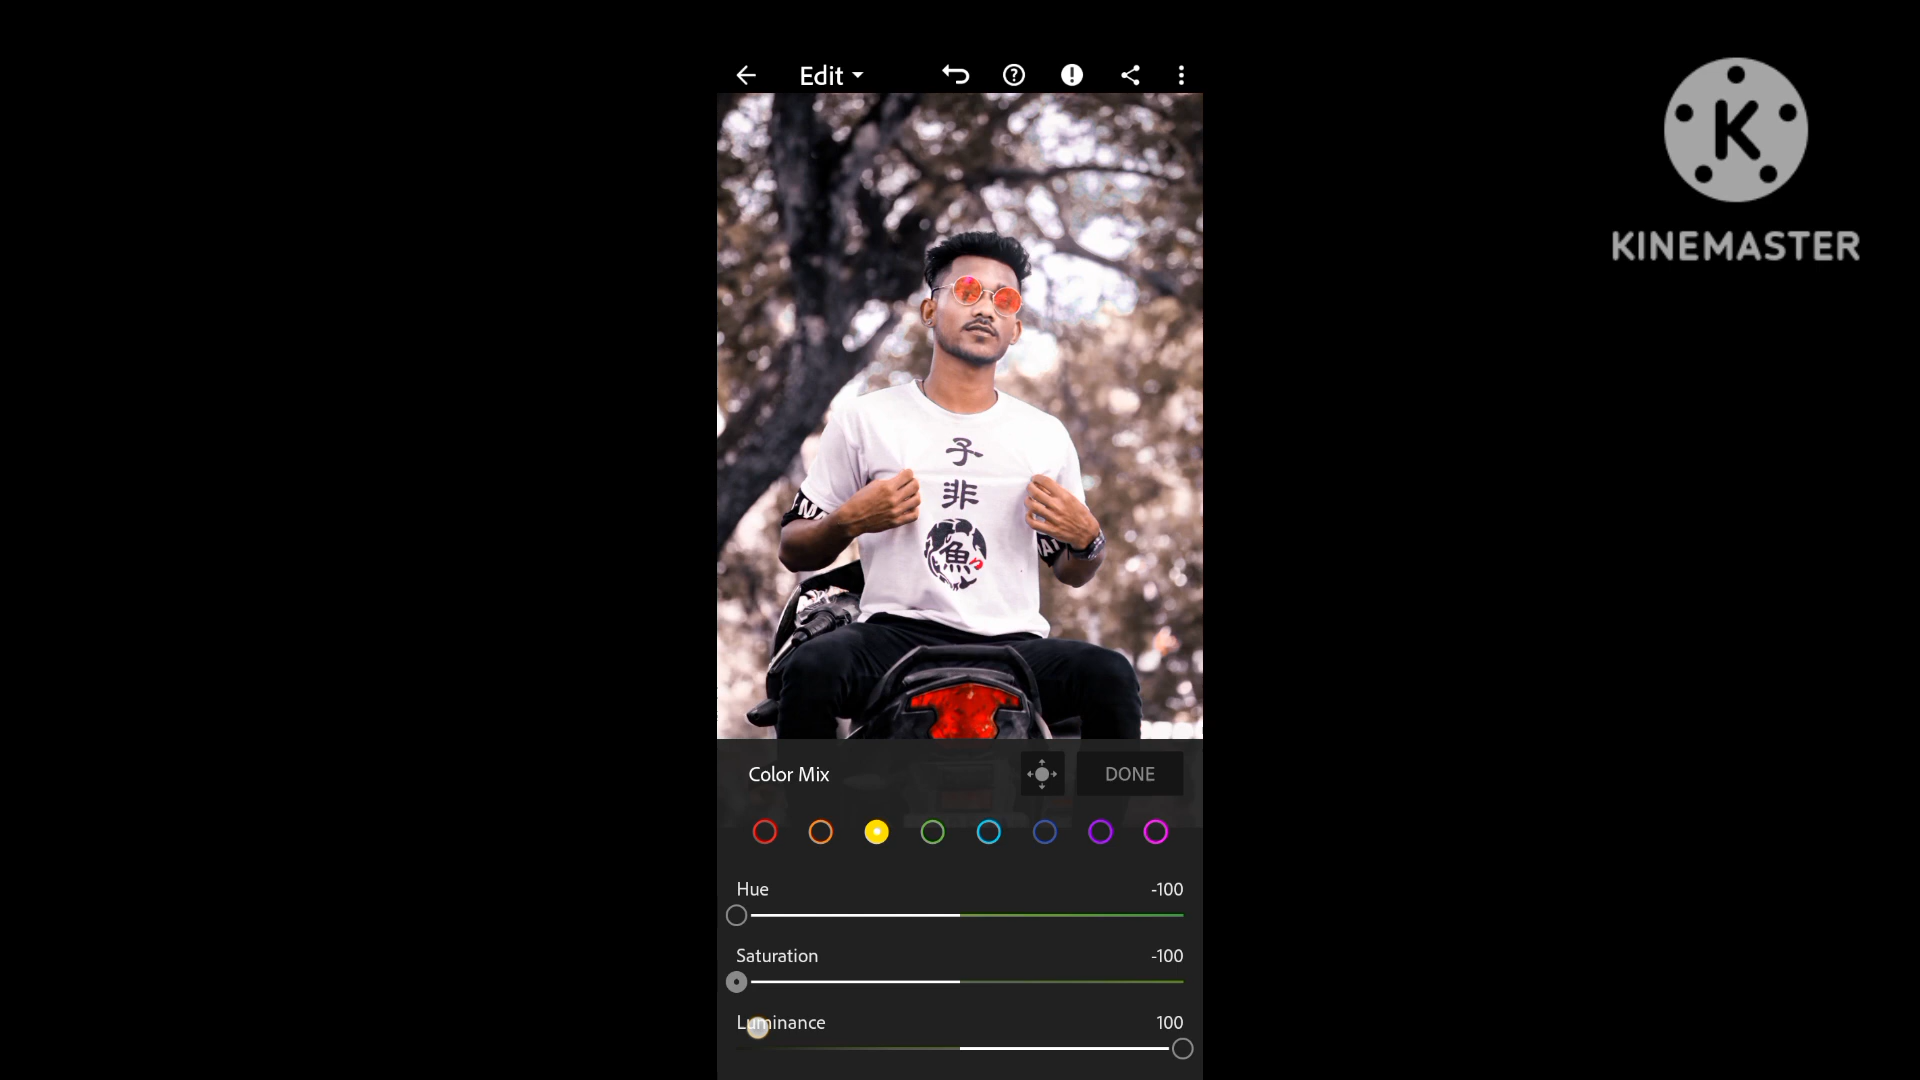 Edit
KINEMASTER
子
非
魚
Color Mix
DONE
Hue
-100
Saturation
-100
Luminance
100